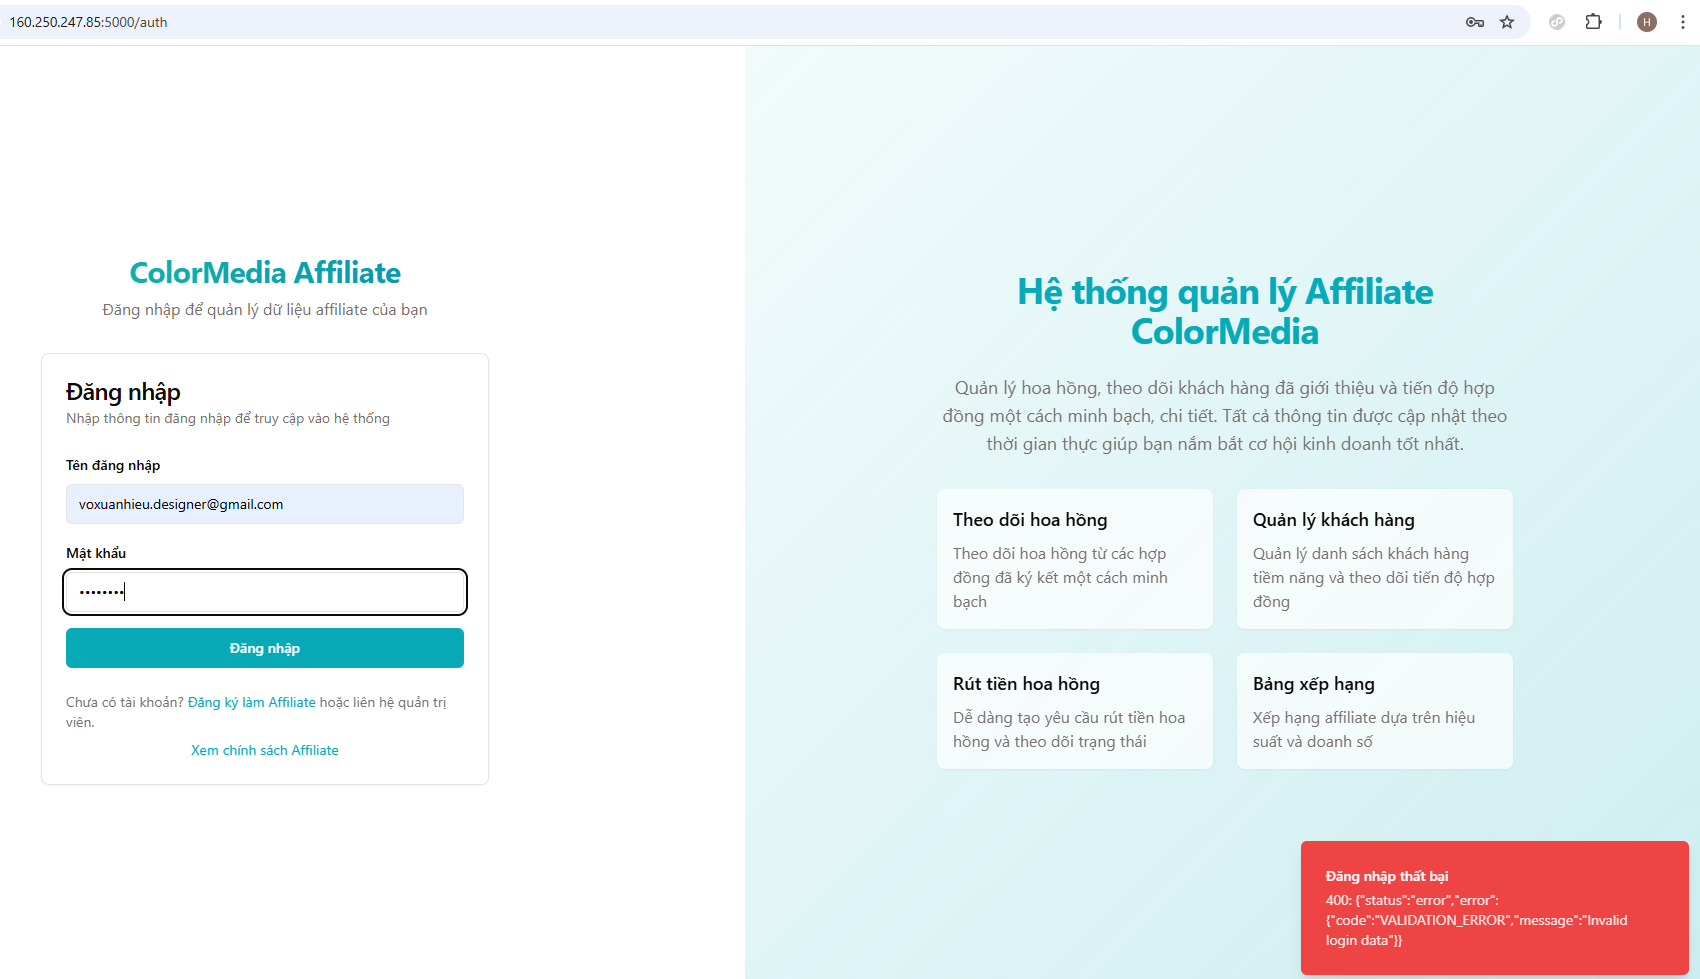 160.250.247.85:5000/auth
H
ColorMedia Affiliate
Đăng nhập để quản lý dữ liệu affiliate của bạn
Đăng nhập
Nhập thông tin đăng nhập để truy cập vào hệ thống
Tên đăng nhập
voxuanhieu.designer@gmail.com
Mật khẩu
••••••••
Đăng nhập
Chưa có tài khoản? Đăng ký làm Affiliate hoặc liên hệ quản trị
viên.
Xem chính sách Affiliate
Hệ thống quản lý Affiliate
ColorMedia
Quản lý hoa hồng, theo dõi khách hàng đã giới thiệu và tiến độ hợp
đồng một cách minh bạch, chi tiết. Tất cả thông tin được cập nhật theo
thời gian thực giúp bạn nắm bắt cơ hội kinh doanh tốt nhất.
Theo dõi hoa hồng
Theo dõi hoa hồng từ các hợp
đồng đã ký kết một cách minh
bạch
Quản lý khách hàng
Quản lý danh sách khách hàng
tiềm năng và theo dõi tiến độ hợp
đồng
Rút tiền hoa hồng
Dễ dàng tạo yêu cầu rút tiền hoa
hồng và theo dõi trạng thái
Bảng xếp hạng
Xếp hạng affiliate dựa trên hiệu
suất và doanh số
Đăng nhập thất bại
400: {"status":"error","error":
{"code":"VALIDATION_ERROR","message":"Invalid
login data"}}